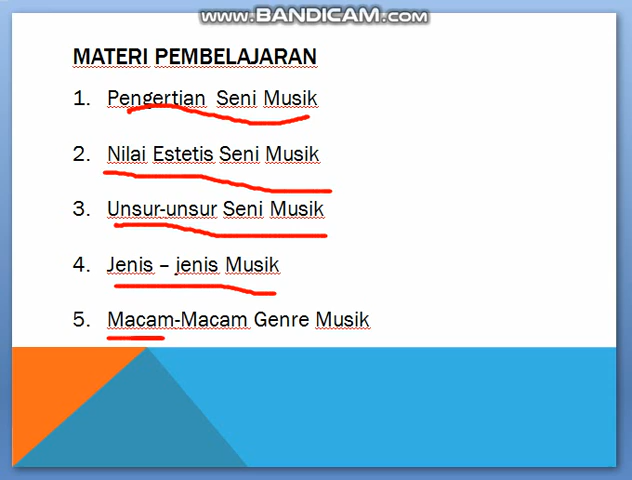 www.BANDICAM.com
MATERI PEMBELAJARAN
1. Pengertian Seni Musik
2. Nilai Estetis Seni Musik
3. Unsur-unsur Seni Musik
4. Jenis – jenis Musik
5. Macam-Macam Genre Musik